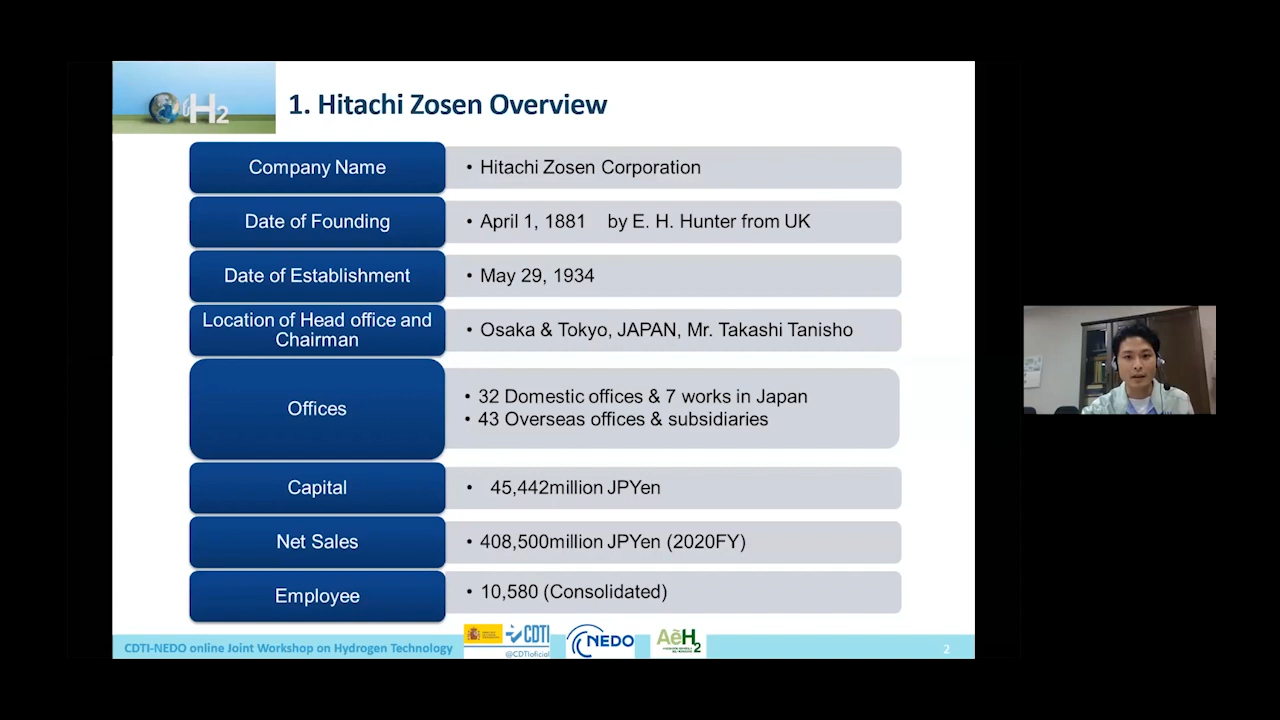 H2
1. Hitachi Zosen Overview
Company Name
• Hitachi Zosen Corporation
Date of Founding
• April 1, 1881 by E. H. Hunter from UK
Date of Establishment
• May 29, 1934
Location of Head office and
Chairman
• Osaka & Tokyo, JAPAN, Mr. Takashi Tanisho
Offices
• 32 Domestic offices & 7 works in Japan
• 43 Overseas offices & subsidiaries
Capital
• 45,442million JPYen
Net Sales
• 408,500million JPYen (2020FY)
Employee
• 10,580 (Consolidated)
CDTI-NEDO online Joint Workshop on Hydrogen Technology
CDTI
@CDTIoficial
NEDO
AeH2
2